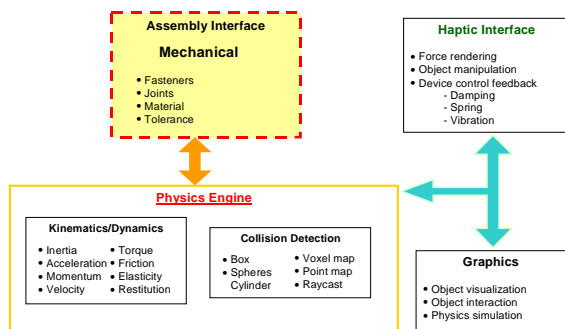 Assembly Interface
Mechanical
• Fasteners
• Joints
• Material
• Tolerance
Haptic Interface
• Force rendering
• Object manipulation
• Device control feedback
- Damping
- Spring
- Vibration
Physics Engine
Kinematics/Dynamics
• Inertia
• Acceleration
• Momentum
• Velocity
• Torque
• Friction
• Elasticity
• Restitution
Collision Detection
• Box
• Spheres
Cylinder
• Voxel map
• Point map
• Raycast
Graphics
• Object visualization
• Object interaction
• Physics simulation